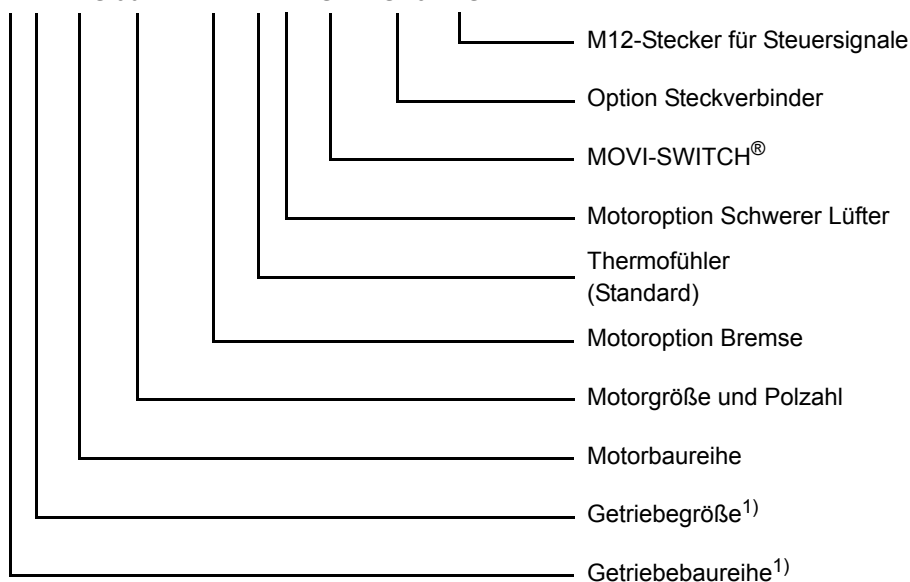 M12-Stecker für Steuersignale
Option Steckverbinder
MOVI-SWITCH®
Motoroption Schwerer Lüfter
Thermofühler
(Standard)
Motoroption Bremse
Motorgröße und Polzahl
Motorbaureihe
Getriebegröße1)
Getriebebaureihe1)